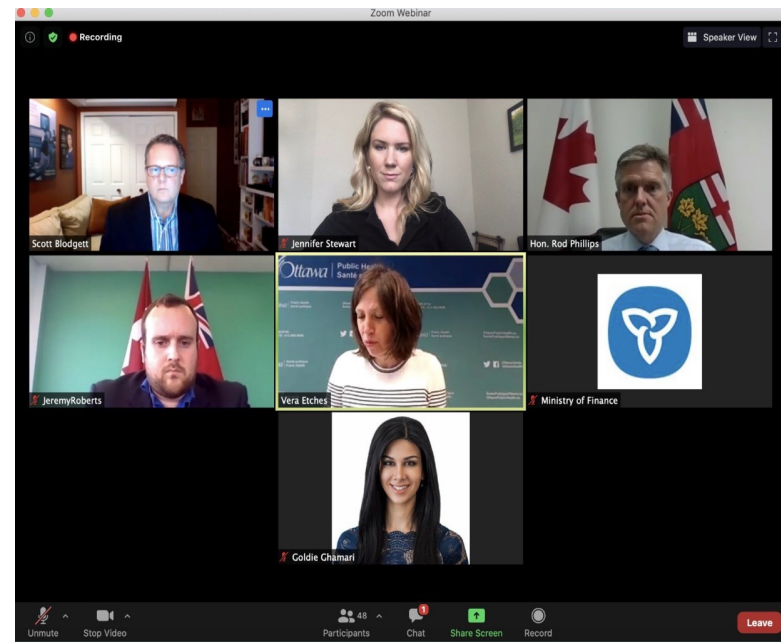 Zoom Webinar
Recording
Speaker View
Scott Blodgett
Jennifer Stewart
Hon. Rod Phillips
Ottawa
Public
Santé
JeremyRoberts
Vera Etches
Ministry of Finance
Goldie Ghamari
Unmute
Stop Video
48
Participants
1
Chat
Share Screen
Record
Leave